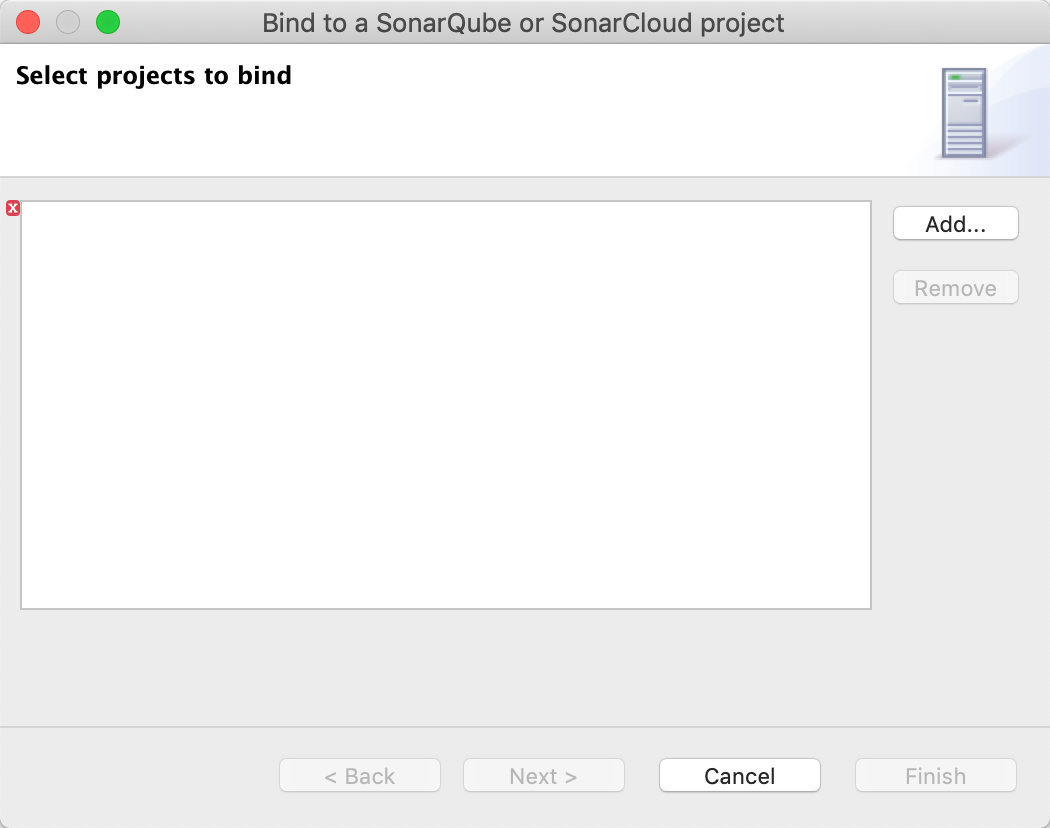 Bind to a SonarQube or SonarCloud project
Select projects to bind
Add...
Remove
< Back
Next >
Cancel
Finish